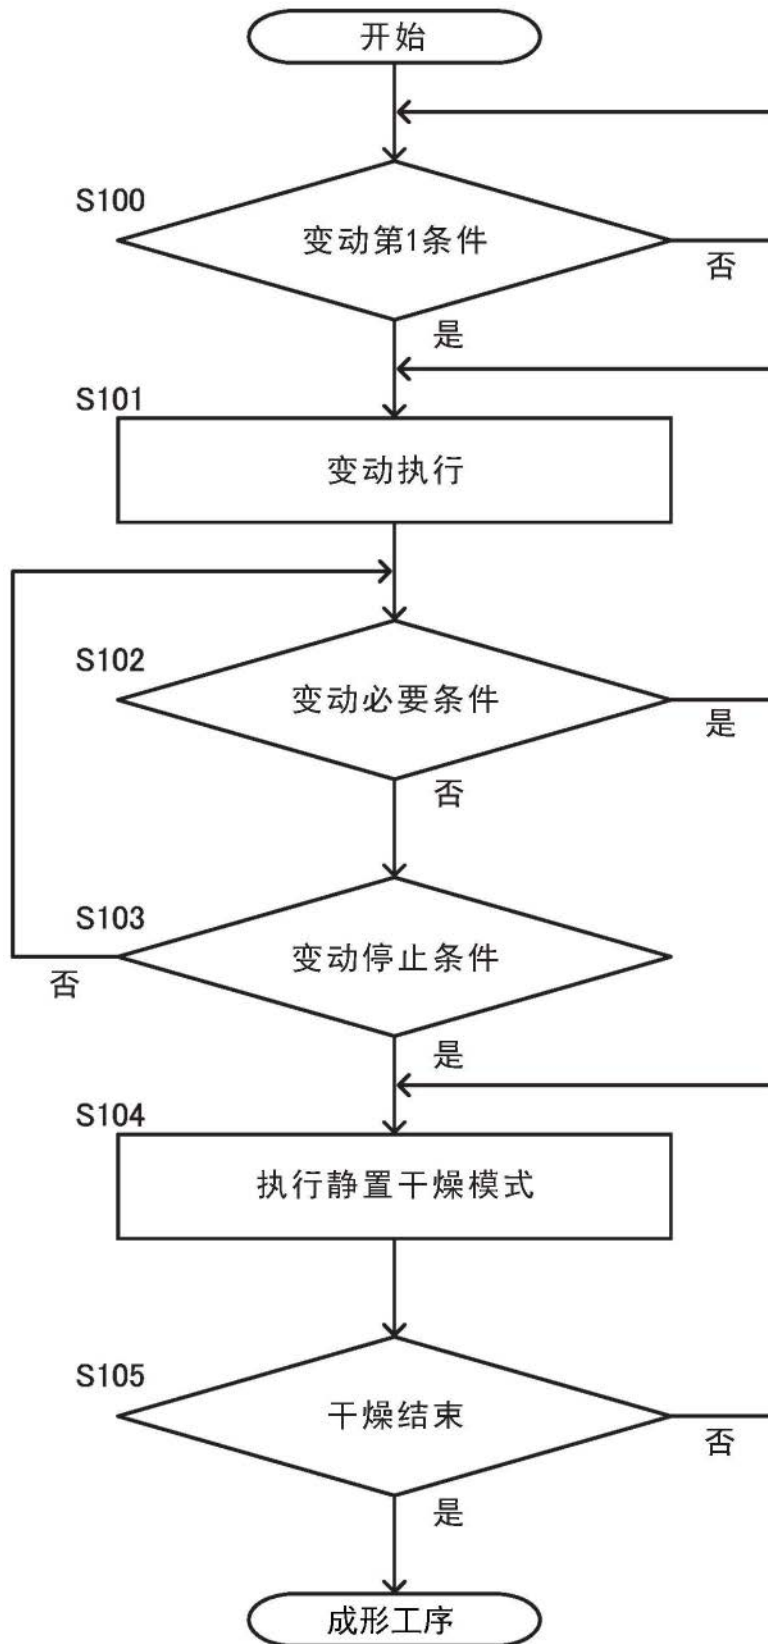 开始
S100
变动第1条件
否
是
S101
变动执行
S102
变动必要条件
是
否
S103
变动停止条件
否
是
S104
执行静置干燥模式
S105
干燥结束
否
是
成形工序